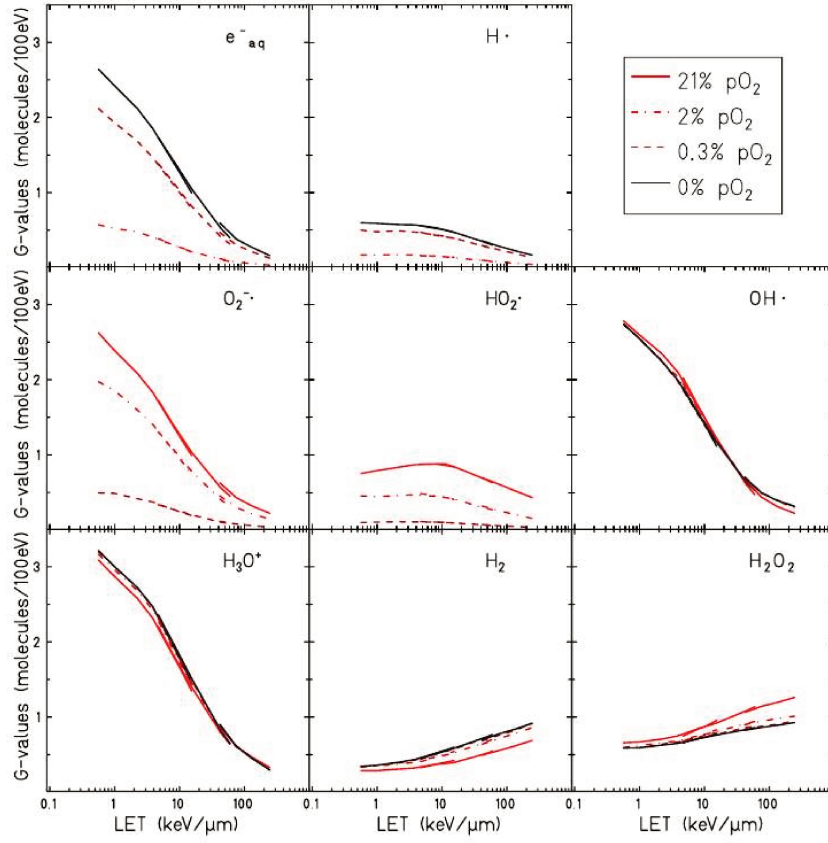 e⁻aq
H·
21% pO₂
2% pO₂
0.3% pO₂
0% pO₂
G-values (molecules/100eV)
3
2
1
O₂⁻·
HO₂·
OH·
G-values (molecules/100eV)
3
2
1
H₃O⁺
H₂
H₂O₂
G-values (molecules/100eV)
3
2
1
0.1 1 10 100 0.1 1 10 100 0.1 1 10 100
LET (keV/μm) LET (keV/μm) LET (keV/μm)